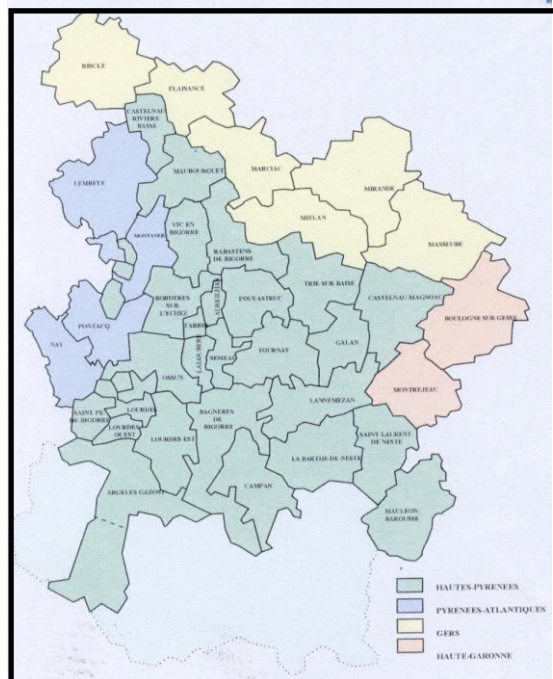 RISCLE
PLAISANCE
CASTELNAU
RIVIERE
BASSE
LEMBEYE
MAUBOURGUET
MARCIAC
MIRANDE
MIELAN
MASSEUBE
MONTANER
VIC EN
BIGORRE
RABASTENS
DE BIGORRE
TRIE SUR BAISE
CASTELNAU MAGNOAC
BOULOGNE SUR GESSE
BORDERES
SUR
L'ECHEZ
AUREILHAN
POUYASTRUC
TARBES
NAY
PONTACQ
LALOUBERE
SEMEAC
TOURNAY
GALAN
MONTREJEAU
OSSUN
LANNEMEZAN
SAINT PE
DE BIGORRE
LOURDES
LOURDES
OUEST
LOURDES-EST
BAGNERES
DE
BIGORRE
SAINT LAURENT
DE NESTE
LA BARTHE-DE NESTE
ARGELES GAZOST
CAMPAN
MAULEON
BAROUSSE
HAUTES-PYRENEES
PYRENEES-ATLANTIQUES
GERS
HAUTE-GARONNE